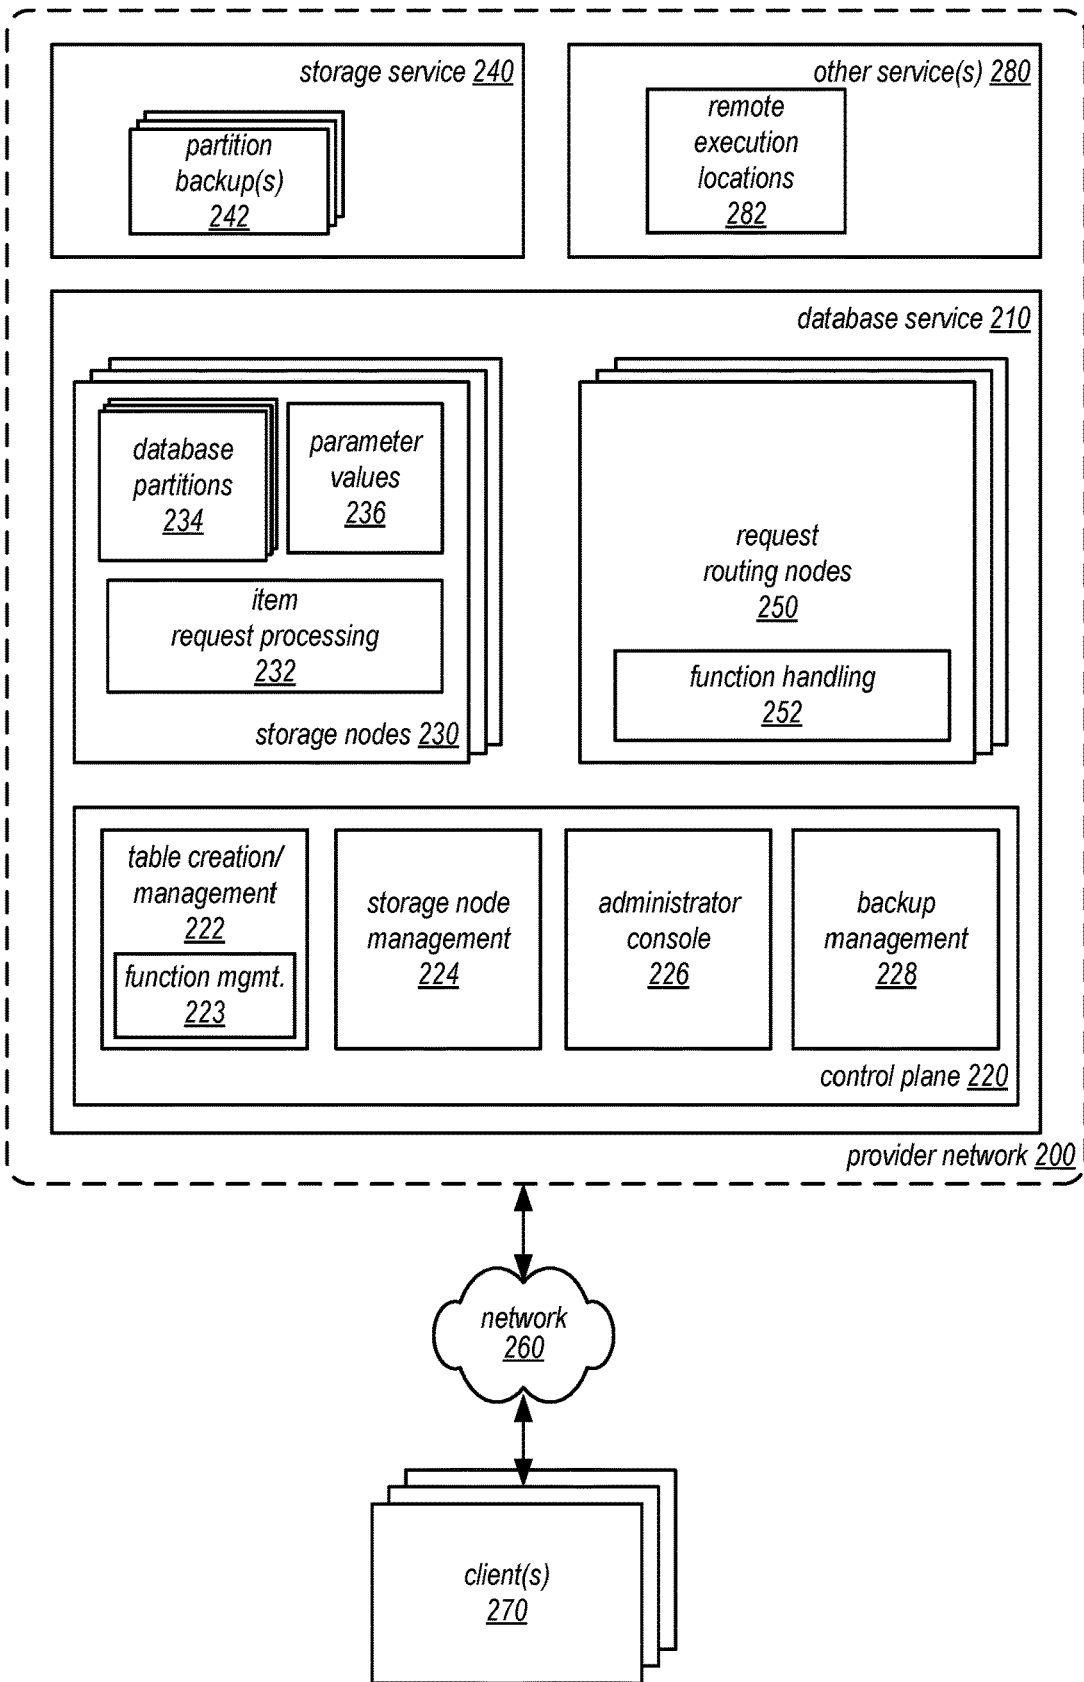 storage service 240
partition
backup(s)
242
other service(s) 280
remote
execution
locations
282
database service 210
database
partitions
234
parameter
values
236
item
request processing
232
storage nodes 230
request
routing nodes
250
function handling
252
table creation/
management
222
function mgmt.
223
storage node
management
224
administrator
console
226
backup
management
228
control plane 220
provider network 200
network
260
client(s)
270